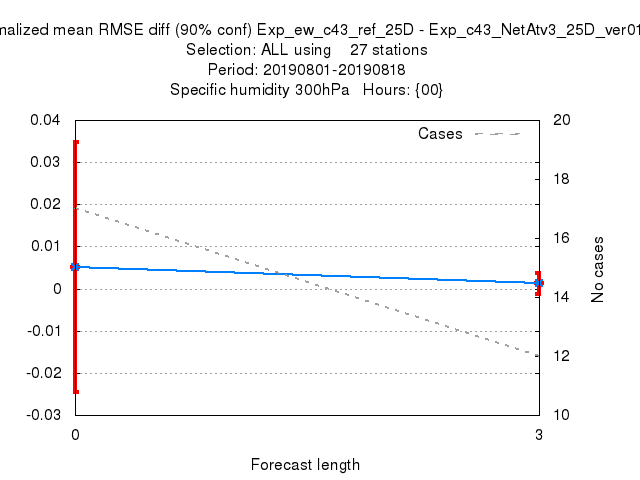 malized mean RMSE diff (90% conf) Exp_ew_c43_ref_25D - Exp_c43_NetAtv3_25D_ver01
Selection: ALL using    27 stations
Period: 20190801-20190818
Specific humidity 300hPa   Hours: {00}
Cases
0.04
0.03
0.02
0.01
0
-0.01
-0.02
-0.03
20
18
16
14
12
10
No cases
0
3
Forecast length